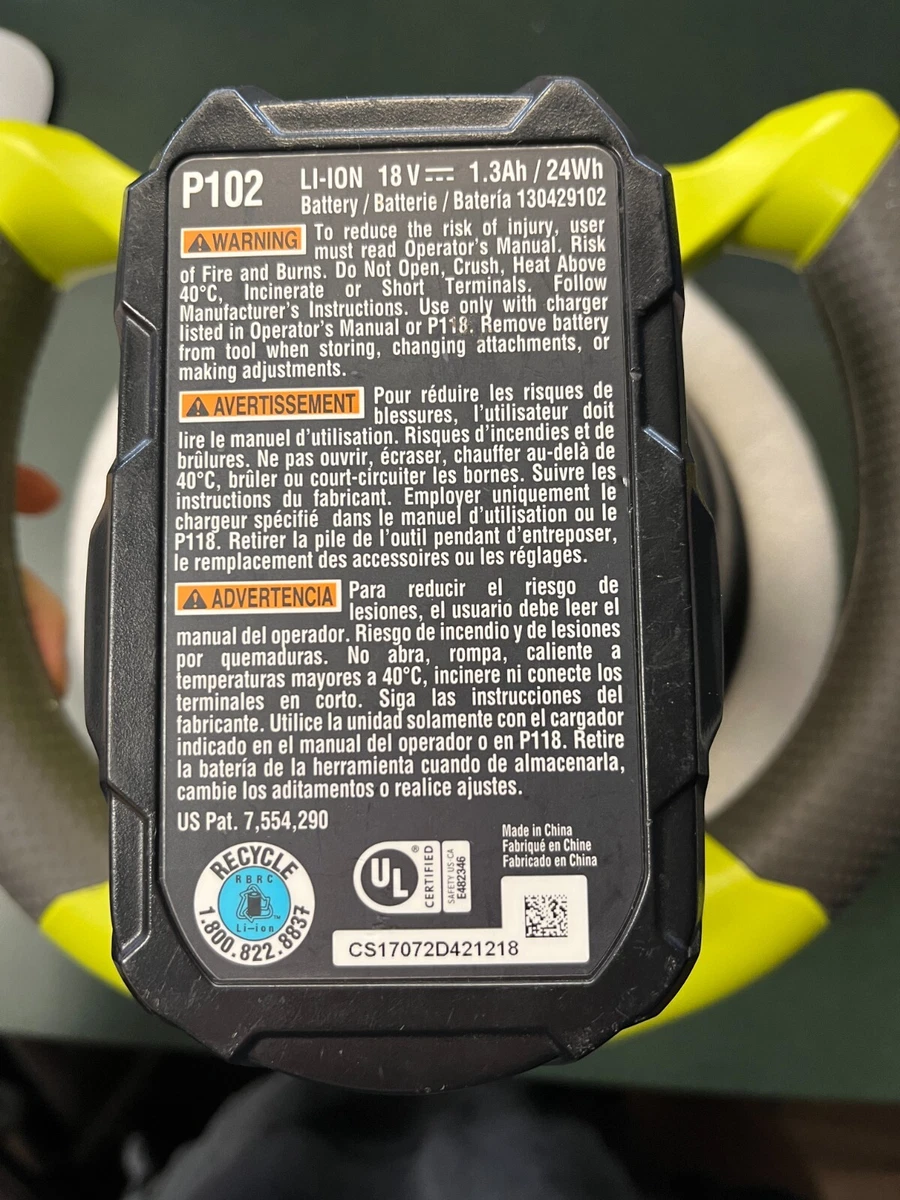 P102
LI-ION 18 V⎓ 1.3Ah / 24Wh
Battery / Batterie / Batería 130429102
⚠WARNING To reduce the risk of injury, user
must read Operator's Manual. Risk
of Fire and Burns. Do Not Open, Crush, Heat Above
40°C, Incinerate or Short Terminals. Follow
Manufacturer's Instructions. Use only with charger
listed in Operator's Manual or P118. Remove battery
from tool when storing, changing attachments, or
making adjustments.
⚠AVERTISSEMENT Pour réduire les risques de
blessures, l'utilisateur doit
lire le manuel d'utilisation. Risques d'incendies et de
brûlures. Ne pas ouvrir, écraser, chauffer au-delà de
40°C, brûler ou court-circuiter les bornes. Suivre les
instructions du fabricant. Employer uniquement le
chargeur spécifié dans le manuel d'utilisation ou le
P118. Retirer la pile de l'outil pendant d'entreposer,
le remplacement des accessoires ou les réglages.
⚠ADVERTENCIA Para reducir el riesgo de
lesiones, el usuario debe leer el
manual del operador. Riesgo de incendio y de lesiones
por quemaduras. No abra, rompa, caliente a
temperaturas mayores a 40°C, incinere ni conecte los
terminales en corto. Siga las instrucciones del
fabricante. Utilice la unidad solamente con el cargador
indicado en el manual del operador o en P118. Retire
la batería de la herramienta cuando de almacenarla,
cambie los aditamentos o realice ajustes.
US Pat. 7,554,290
RECYCLE
RBRC
Li-ion
1.800.822.8837
UL® CERTIFIED
SAFETY US-CA
E482346
Made in China
Fabriqué en Chine
Fabricado en China
CS17072D421218